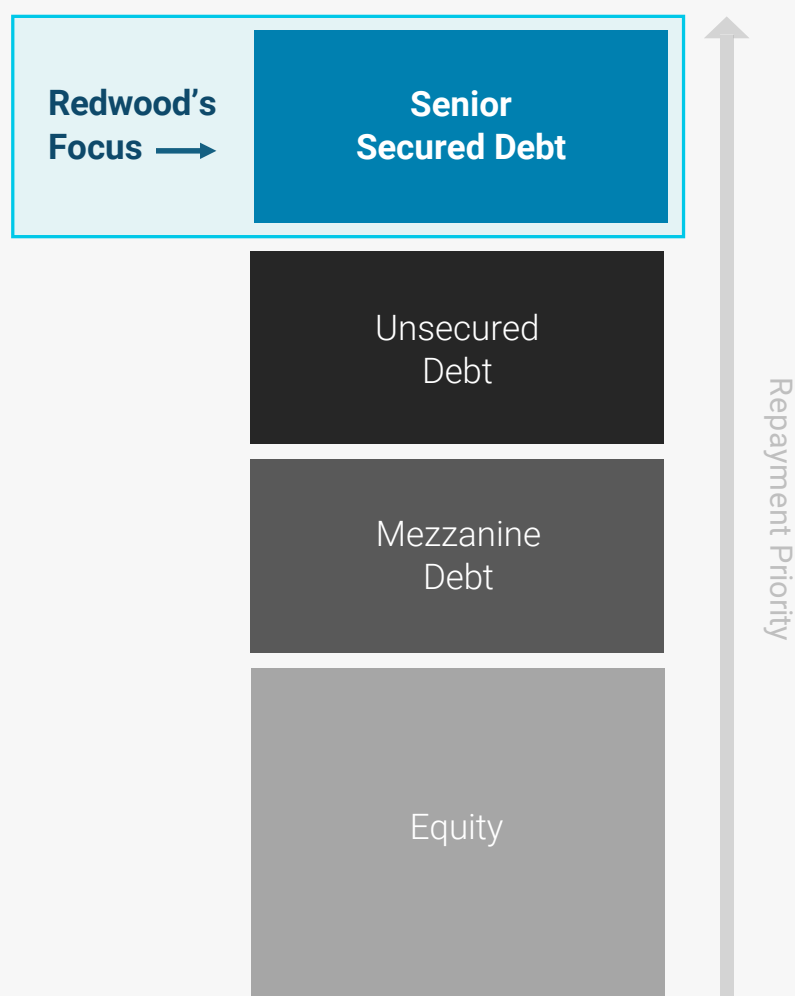 Redwood’s
Focus
Senior
Secured Debt
Unsecured
Debt
Mezzanine
Debt
Equity
Repayment Priority